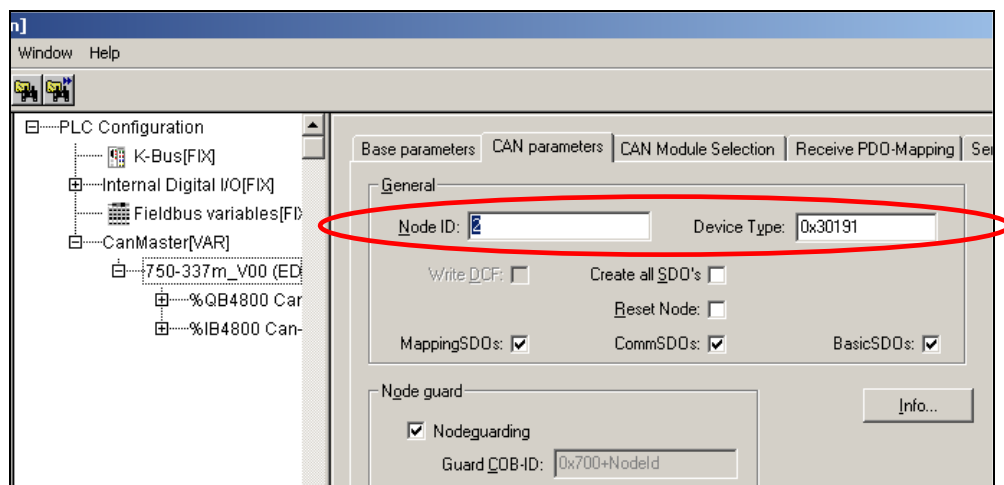 n]
Window Help
PLC Configuration
K-Bus[FIX]
Internal Digital I/O[FIX]
Fieldbus variables[FI
CanMaster[VAR]
750-337m_V00 (ED
%QB4800 Car
%IB4800 Can-
Base parameters CAN parameters CAN Module Selection Receive PDO-Mapping Ser
General
Node ID: 2 Device Type: 0x30191
Write DCF: Create all SDO's
Reset Node:
MappingSDOs: CommSDOs: BasicSDOs:
Node guard
Info...
Nodeguarding
Guard COB-ID: 0x700+NodeId